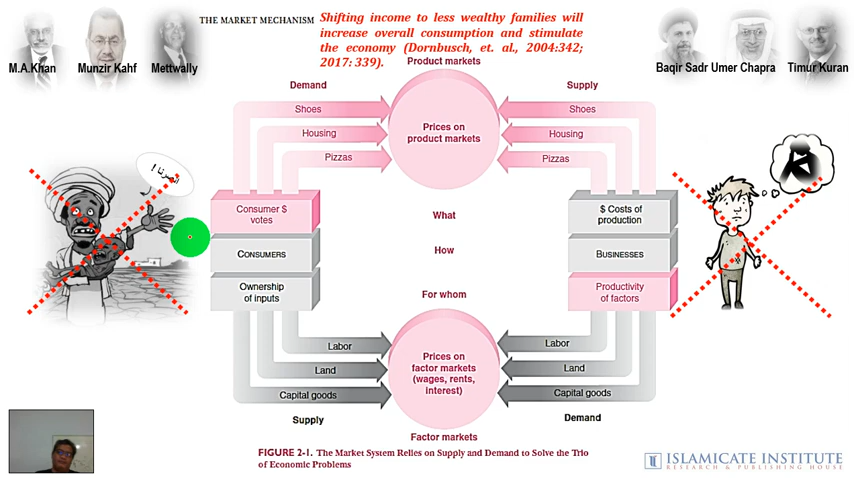 THE MARKET MECHANISM
Shifting income to less wealthy families will
increase overall consumption and stimulate
the economy (Dornbusch, et. al., 2004:342;
2017: 339).
M.A.Khan
Munzir Kahf
Mettwally
Baqir Sadr
Umer Chapra
Timur Kuran
Product markets
Demand
Supply
Shoes
Shoes
Prices on
product markets
Housing
Housing
Pizzas
Pizzas
Consumer $
votes
What
$ Costs of
production
CONSUMERS
How
BUSINESSES
Ownership
of inputs
For whom
Productivity
of factors
Labor
Labor
Prices on
factor markets
(wages, rents,
interest)
Land
Land
Capital goods
Capital goods
Supply
Demand
Factor markets
FIGURE 2-1. The Market System Relies on Supply and Demand to Solve the Trio
of Economic Problems
ISLAMICATE INSTITUTE
RESEARCH & PUBLISHING HOUSE